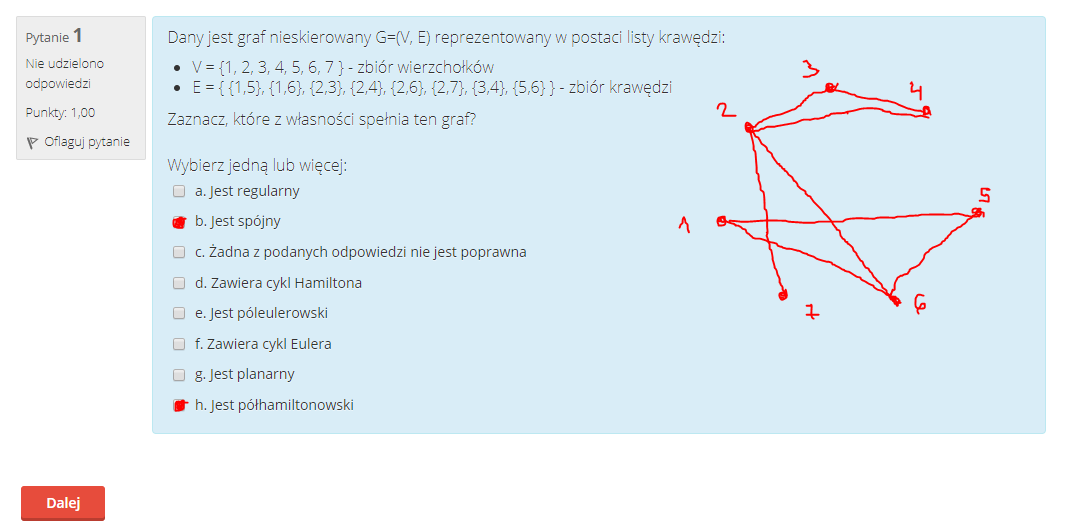 Pytanie 1
Nie udzielono
odpowiedzi
Punkty: 1,00
Oflaguj pytanie
Dany jest graf nieskierowany G=(V, E) reprezentowany w postaci listy krawędzi:
• V = {1, 2, 3, 4, 5, 6, 7 } - zbiór wierzchołków
• E = { {1,5}, {1,6}, {2,3}, {2,4}, {2,6}, {2,7}, {3,4}, {5,6} } - zbiór krawędzi
Zaznacz, które z własności spełnia ten graf?
Wybierz jedną lub więcej:
a. Jest regularny
b. Jest spójny
c. Żadna z podanych odpowiedzi nie jest poprawna
d. Zawiera cykl Hamiltona
e. Jest póleulerowski
f. Zawiera cykl Eulera
g. Jest planarny
h. Jest półhamiltonowski
3
4
2
5
1
6
7
Dalej